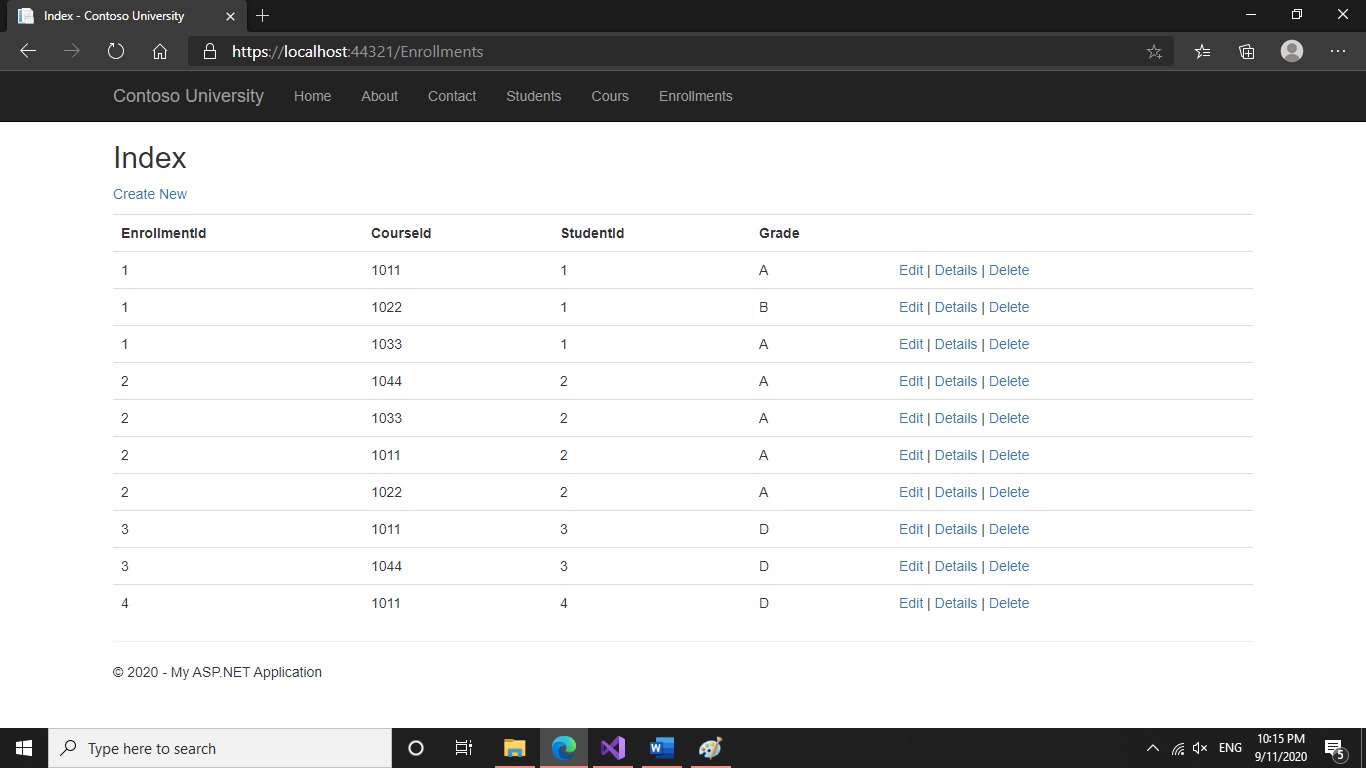 Index - Contoso University
https://localhost:44321/Enrollments
Contoso University Home About Contact Students Cours Enrollments
Index
Create New
EnrollmentId CourseId StudentId Grade
1 1011 1 A Edit | Details | Delete
1 1022 1 B Edit | Details | Delete
1 1033 1 A Edit | Details | Delete
2 1044 2 A Edit | Details | Delete
2 1033 2 A Edit | Details | Delete
2 1011 2 A Edit | Details | Delete
2 1022 2 A Edit | Details | Delete
3 1011 3 D Edit | Details | Delete
3 1044 3 D Edit | Details | Delete
4 1011 4 D Edit | Details | Delete
© 2020 - My ASP.NET Application
Type here to search
ENG
10:15 PM
9/11/2020
5